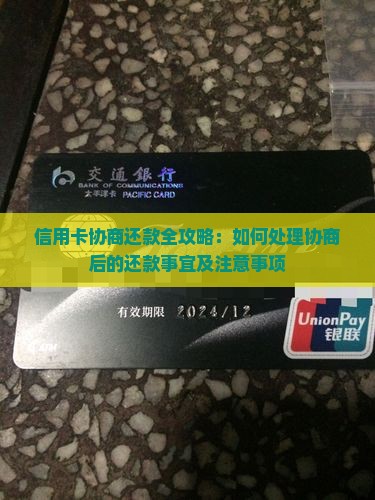 交通銀行
BANK OF COMMUNICATIONS
太平洋卡 PACIFIC CARD
信用卡协商还款全攻略：如何处理协商
后的还款事宜及注意事项
有效期限 2024/12
ATM
UnionPay
银联